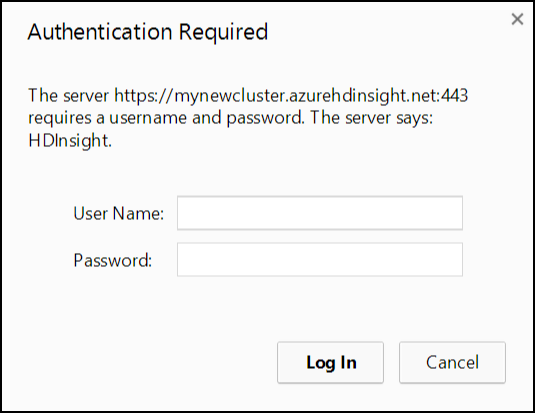 Authentication Required
The server https://mynewcluster.azurehdinsight.net:443
requires a username and password. The server says:
HDInsight.
User Name:
Password:
Log In
Cancel